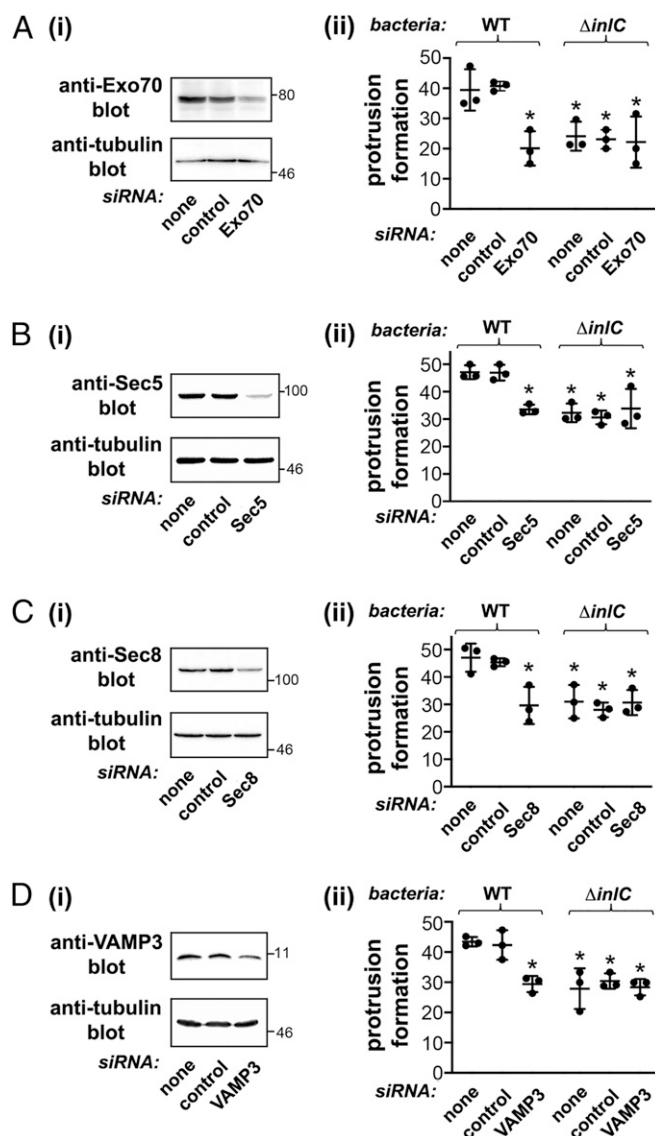 A (i)
anti-Exo70
blot
80
anti-tubulin
blot
46
siRNA:
none
control
Exo70
(ii)
bacteria: WT ΔinlC
protrusion
formation
50
40
30
20
10
0
* * * *
siRNA:
none
control
Exo70
none
control
Exo70
B (i)
anti-Sec5
blot
100
anti-tubulin
blot
46
siRNA:
none
control
Sec5
(ii)
bacteria: WT ΔinlC
protrusion
formation
50
40
30
20
10
0
* * * *
siRNA:
none
control
Sec5
none
control
Sec5
C (i)
anti-Sec8
blot
100
anti-tubulin
blot
46
siRNA:
none
control
Sec8
(ii)
bacteria: WT ΔinlC
protrusion
formation
50
40
30
20
10
0
* * * *
siRNA:
none
control
Sec8
none
control
Sec8
D (i)
anti-VAMP3
blot
11
anti-tubulin
blot
46
siRNA:
none
control
VAMP3
(ii)
bacteria: WT ΔinlC
protrusion
formation
50
40
30
20
10
0
* * * *
siRNA:
none
control
VAMP3
none
control
VAMP3